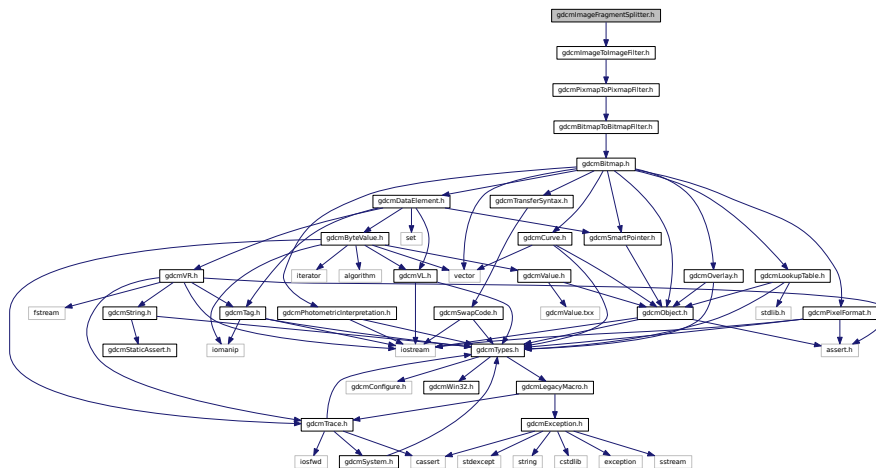 gdcmImageFragmentSplitter.h
gdcmImageToImageFilter.h
gdcmPixmapToPixmapFilter.h
gdcmBitmapToBitmapFilter.h
gdcmBitmap.h
gdcmDataElement.h
gdcmTransferSyntax.h
gdcmByteValue.h
set
gdcmCurve.h
gdcmSmartPointer.h
gdcmVR.h
iterator
algorithm
gdcmVL.h
vector
gdcmValue.h
gdcmOverlay.h
gdcmLookupTable.h
fstream
gdcmString.h
gdcmTag.h
gdcmPhotometricInterpretation.h
gdcmSwapCode.h
gdcmValue.txx
gdcmObject.h
stdlib.h
gdcmPixelFormat.h
gdcmStaticAssert.h
iomanip
iostream
gdcmTypes.h
assert.h
gdcmConfigure.h
gdcmWin32.h
gdcmLegacyMacro.h
gdcmTrace.h
gdcmException.h
iosfwd
gdcmSystem.h
cassert
stdexcept
string
cstdlib
exception
sstream